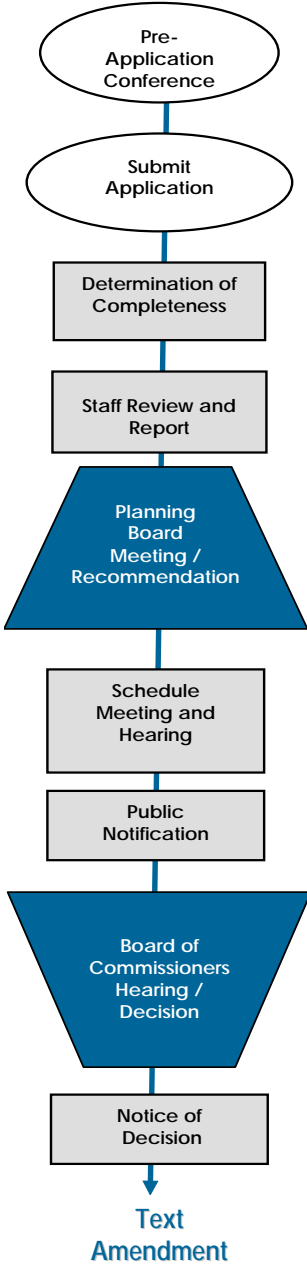 Pre-
Application
Conference
Submit
Application
Determination of
Completeness
Staff Review and
Report
Planning
Board
Meeting /
Recommendation
Schedule
Meeting and
Hearing
Public
Notification
Board of
Commissioners
Hearing /
Decision
Notice of
Decision
Text
Amendment